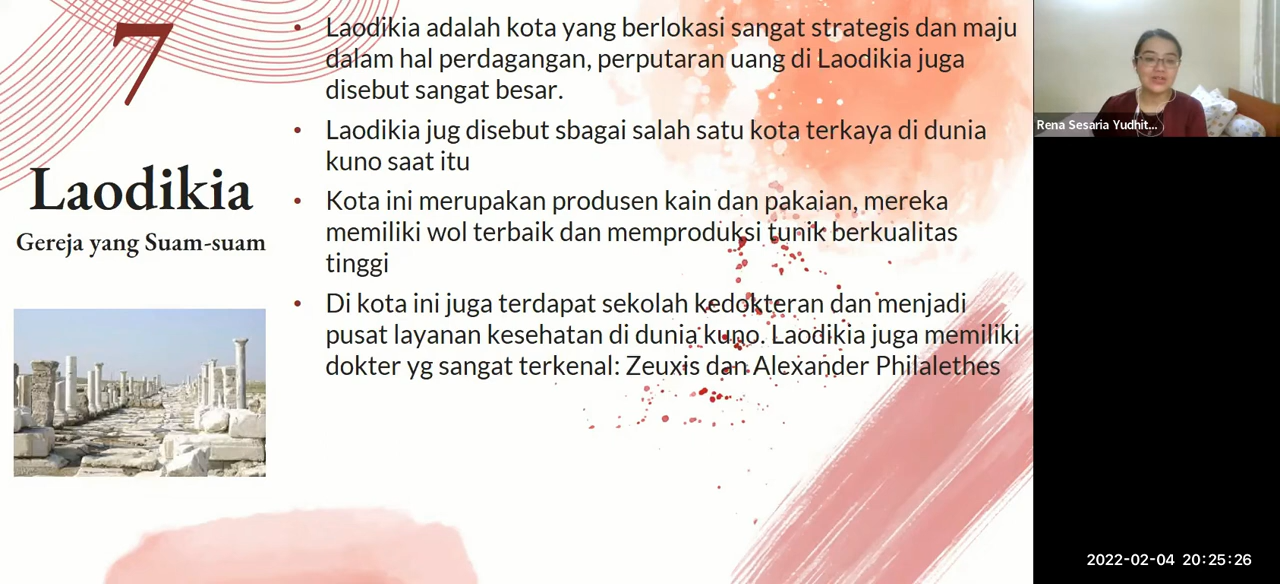 7
Laodikia
Gereja yang Suam-suam
• Laodikia adalah kota yang berlokasi sangat strategis dan maju
dalam hal perdagangan, perputaran uang di Laodikia juga
disebut sangat besar.
• Laodikia jug disebut sbagai salah satu kota terkaya di dunia
kuno saat itu
• Kota ini merupakan produsen kain dan pakaian, mereka
memiliki wol terbaik dan memproduksi tunik berkualitas
tinggi
• Di kota ini juga terdapat sekolah kedokteran dan menjadi
pusat layanan kesehatan di dunia kuno. Laodikia juga memiliki
dokter yg sangat terkenal: Zeuxis dan Alexander Philalethes
Rena Sesaria Yudhit...
2022-02-04 20:25:26